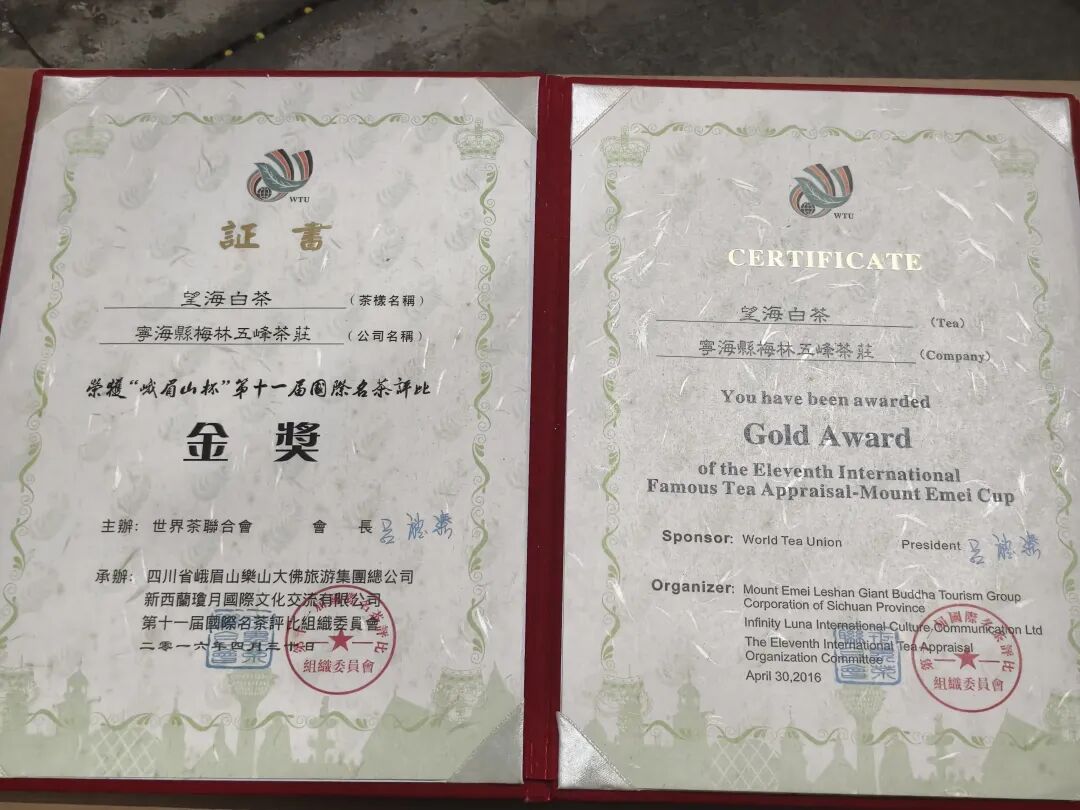 WTU
証書
望海白茶 (茶樣名稱)
寧海縣梅林五峰茶莊 (公司名稱)
榮獲“峨眉山杯”第十一届國際名茶評比
金獎
主辦: 世界茶聯合會 會 長
承辦: 四川省峨眉山樂山大佛旅游集團總公司
新西蘭瓊月國際文化交流有限公司
第十一届國際名茶評比組織委員會
二零一六年四月三十日
組織委員會
WTU
CERTIFICATE
望海白茶 (Tea)
寧海縣梅林五峰茶莊 (Company)
You have been awarded
Gold Award
of the Eleventh International
Famous Tea Appraisal-Mount Emei Cup
Sponsor: World Tea Union President
Organizer: Mount Emei Leshan Giant Buddha Tourism Group
Corporation of Sichuan Province
Infinity Luna International Culture Communication Ltd
The Eleventh International Tea Appraisal
Organization Committee
April 30,2016
組織委員會